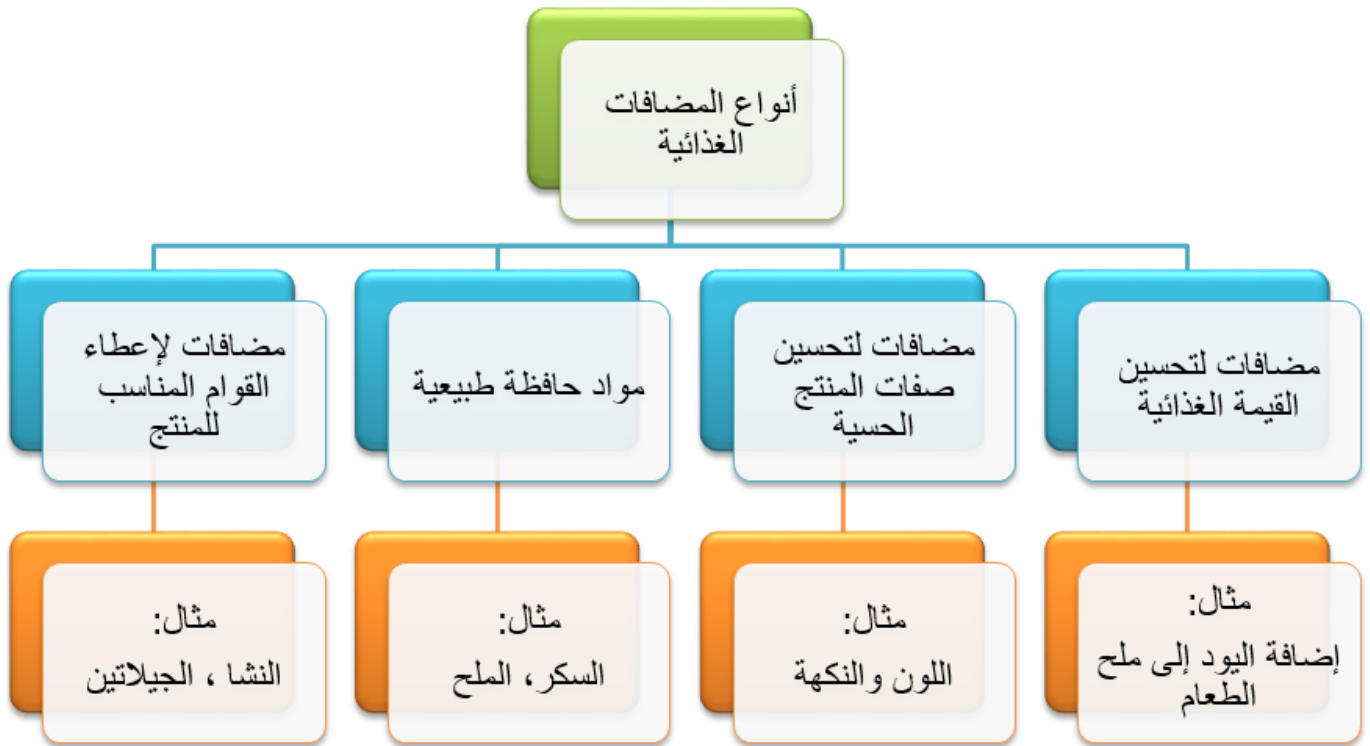 أنواع المضافات
الغذائية
مضافات لتحسين
القيمة الغذائية
مضافات لتحسين
صفات المنتج
الحسية
مواد حافظة طبيعية
مضافات لإعطاء
القوام المناسب
للمنتج
مثال:
إضافة اليود إلى ملح
الطعام
مثال:
اللون والنكهة
مثال:
السكر، الملح
مثال:
النشا ، الجيلاتين